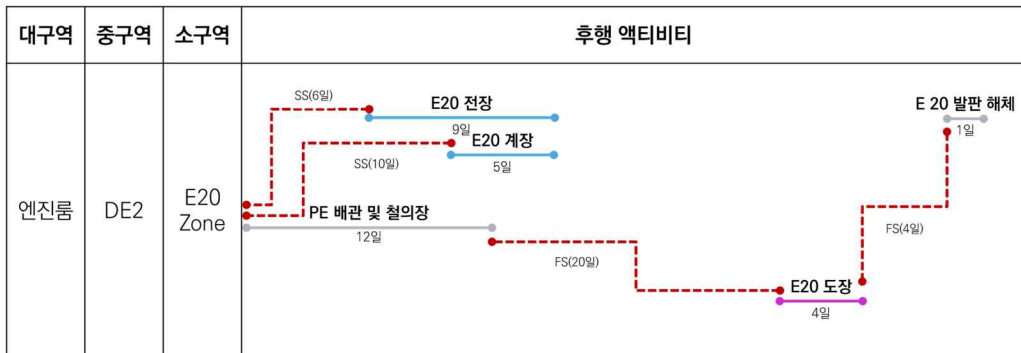 대구역 중구역 소구역 후행 액티비티
SS(6일) E20 전장 E 20 발판 해체
9일 1일
E20 계장
SS(10일) 5일
엔진룸 DE2 E20 Zone
PE 배관 및 철의장
12일 FS(4일)
FS(20일)
E20 도장
4일